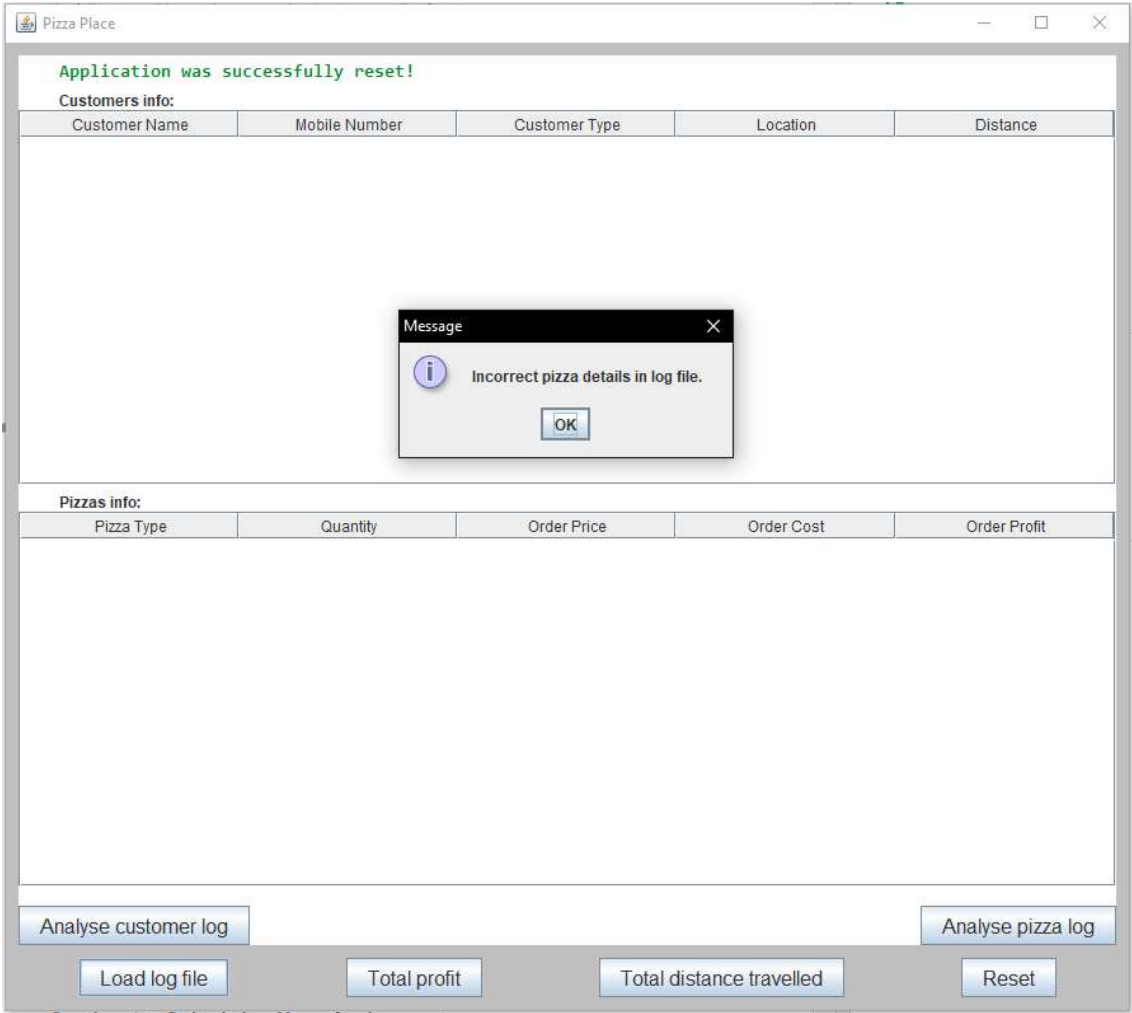 Pizza Place
Application was successfully reset!
Customers info:
Customer Name Mobile Number Customer Type Location Distance
Message
Incorrect pizza details in log file.
OK
Pizzas info:
Pizza Type Quantity Order Price Order Cost Order Profit
Analyse customer log Analyse pizza log
Load log file Total profit Total distance travelled Reset